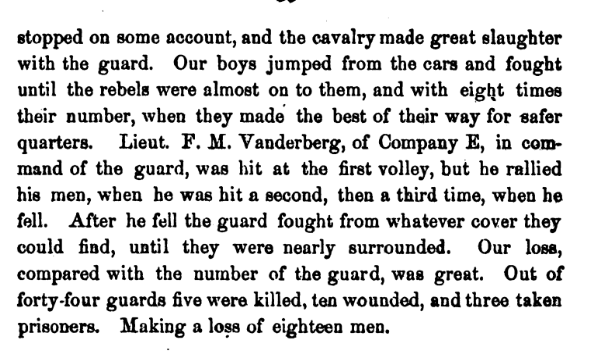 stopped on some account, and the cavalry made great slaughter
with the guard. Our boys jumped from the cars and fought
until the rebels were almost on to them, and with eight times
their number, when they made the best of their way for safer
quarters. Lieut. F. M. Vanderberg, of Company E, in com-
mand of the guard, was hit at the first volley, but he rallied
his men, when he was hit a second, then a third time, when he
fell. After he fell the guard fought from whatever cover they
could find, until they were nearly surrounded. Our loss,
compared with the number of the guard, was great. Out of
forty-four guards five were killed, ten wounded, and three taken
prisoners. Making a loss of eighteen men.